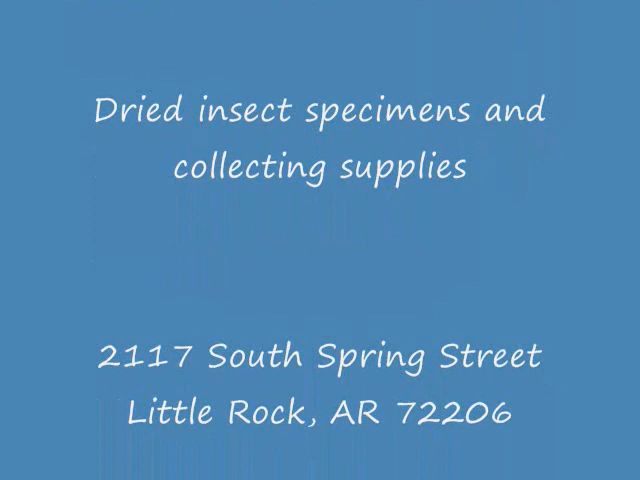 Dried insect specimens and
collecting supplies
2117 South Spring Street
Little Rock, AR 72206